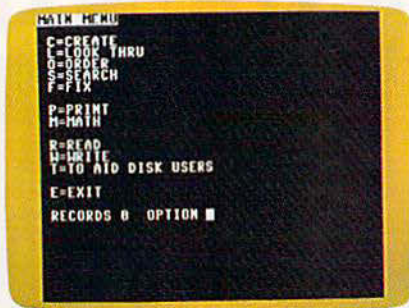 MAIN MENU
C=CREATE
L=LOOK THRU
O=ORDER
S=SEARCH
F=FIX
P=PRINT
M=MATH
R=READ
W=WRITE
T=TO AID DISK USERS
E=EXIT
RECORDS 0 OPTION